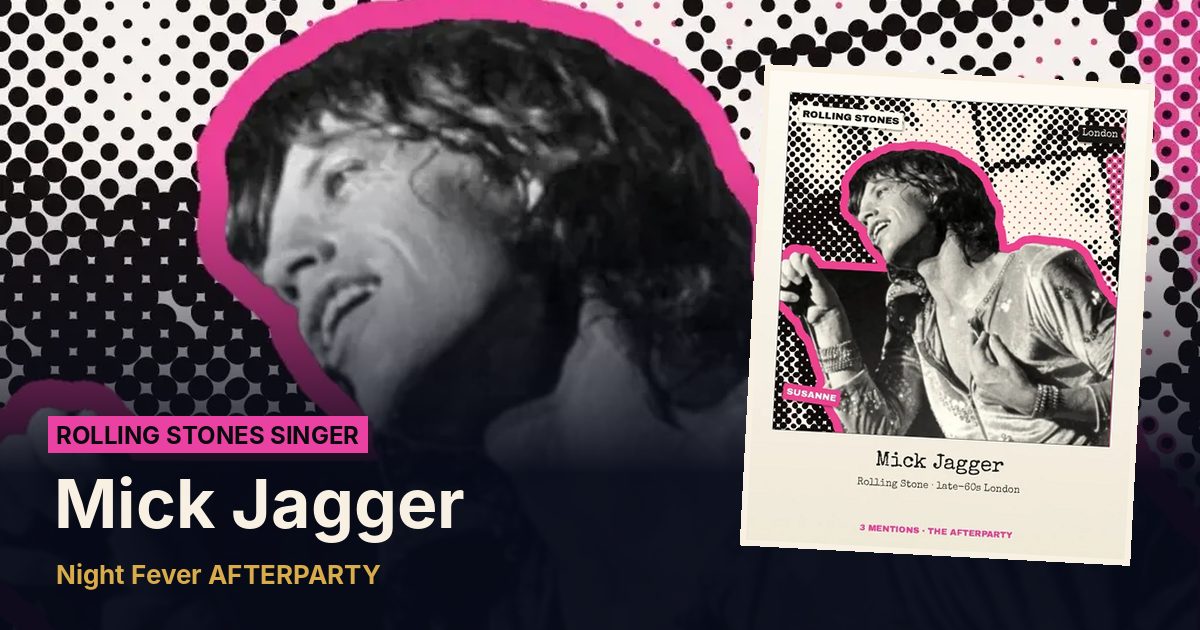 ROLLING STONES SINGER
Mick Jagger
Night Fever AFTERPARTY
ROLLING STONES
London
SUSANNE
Mick Jagger
Rolling Stone · late-60s London
3 MENTIONS · THE AFTERPARTY